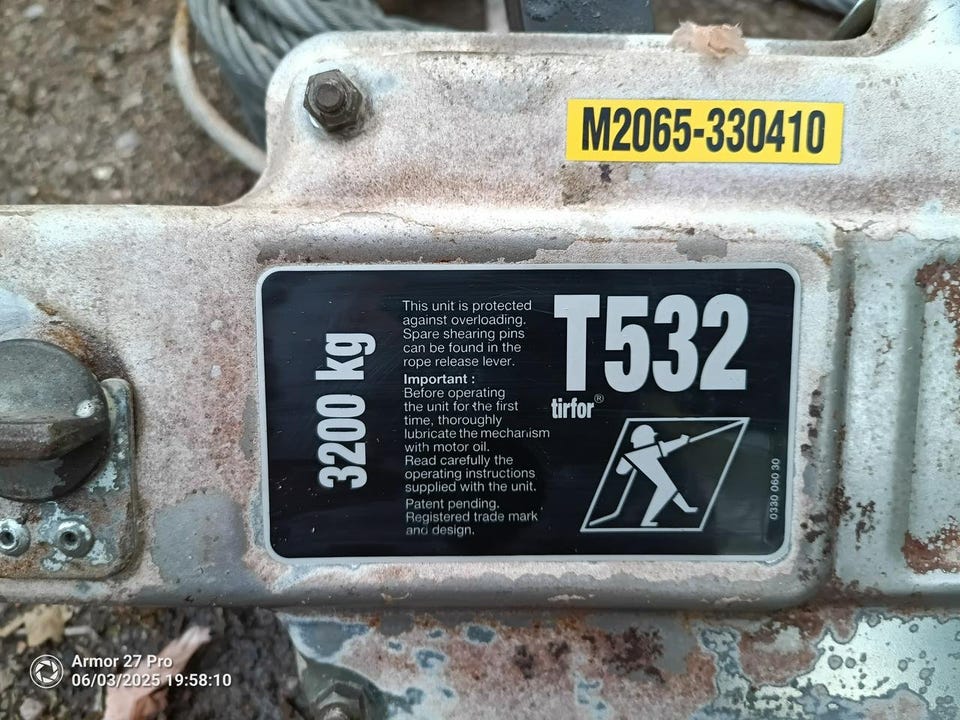 M2065-330410
3200 kg
This unit is protected
against overloading.
Spare shearing pins
can be found in the
rope release lever.
Important :
Before operating
the unit for the first
time, thoroughly
lubricate the mechanism
with motor oil.
Read carefully the
operating instructions
supplied with the unit.
Patent pending.
Registered trade mark
and design.
T532
tirfor®
0330 060 30
Armor 27 Pro
06/03/2025 19:58:10